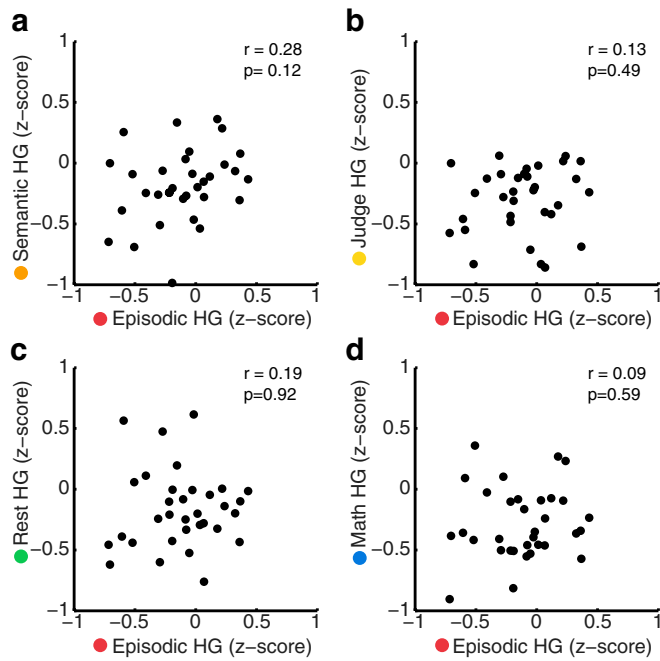 a
r = 0.28
p= 0.12
1
0.5
0
−0.5
−1
Semantic HG (z−score)
−1 −0.5 0 0.5 1
Episodic HG (z−score)
b
r = 0.13
p=0.49
1
0.5
0
−0.5
−1
Judge HG (z−score)
−1 −0.5 0 0.5 1
Episodic HG (z−score)
c
r = 0.19
p=0.92
1
0.5
0
−0.5
−1
Rest HG (z−score)
−1 −0.5 0 0.5 1
Episodic HG (z−score)
d
r = 0.09
p=0.59
1
0.5
0
−0.5
−1
Math HG (z−score)
−1 −0.5 0 0.5 1
Episodic HG (z−score)